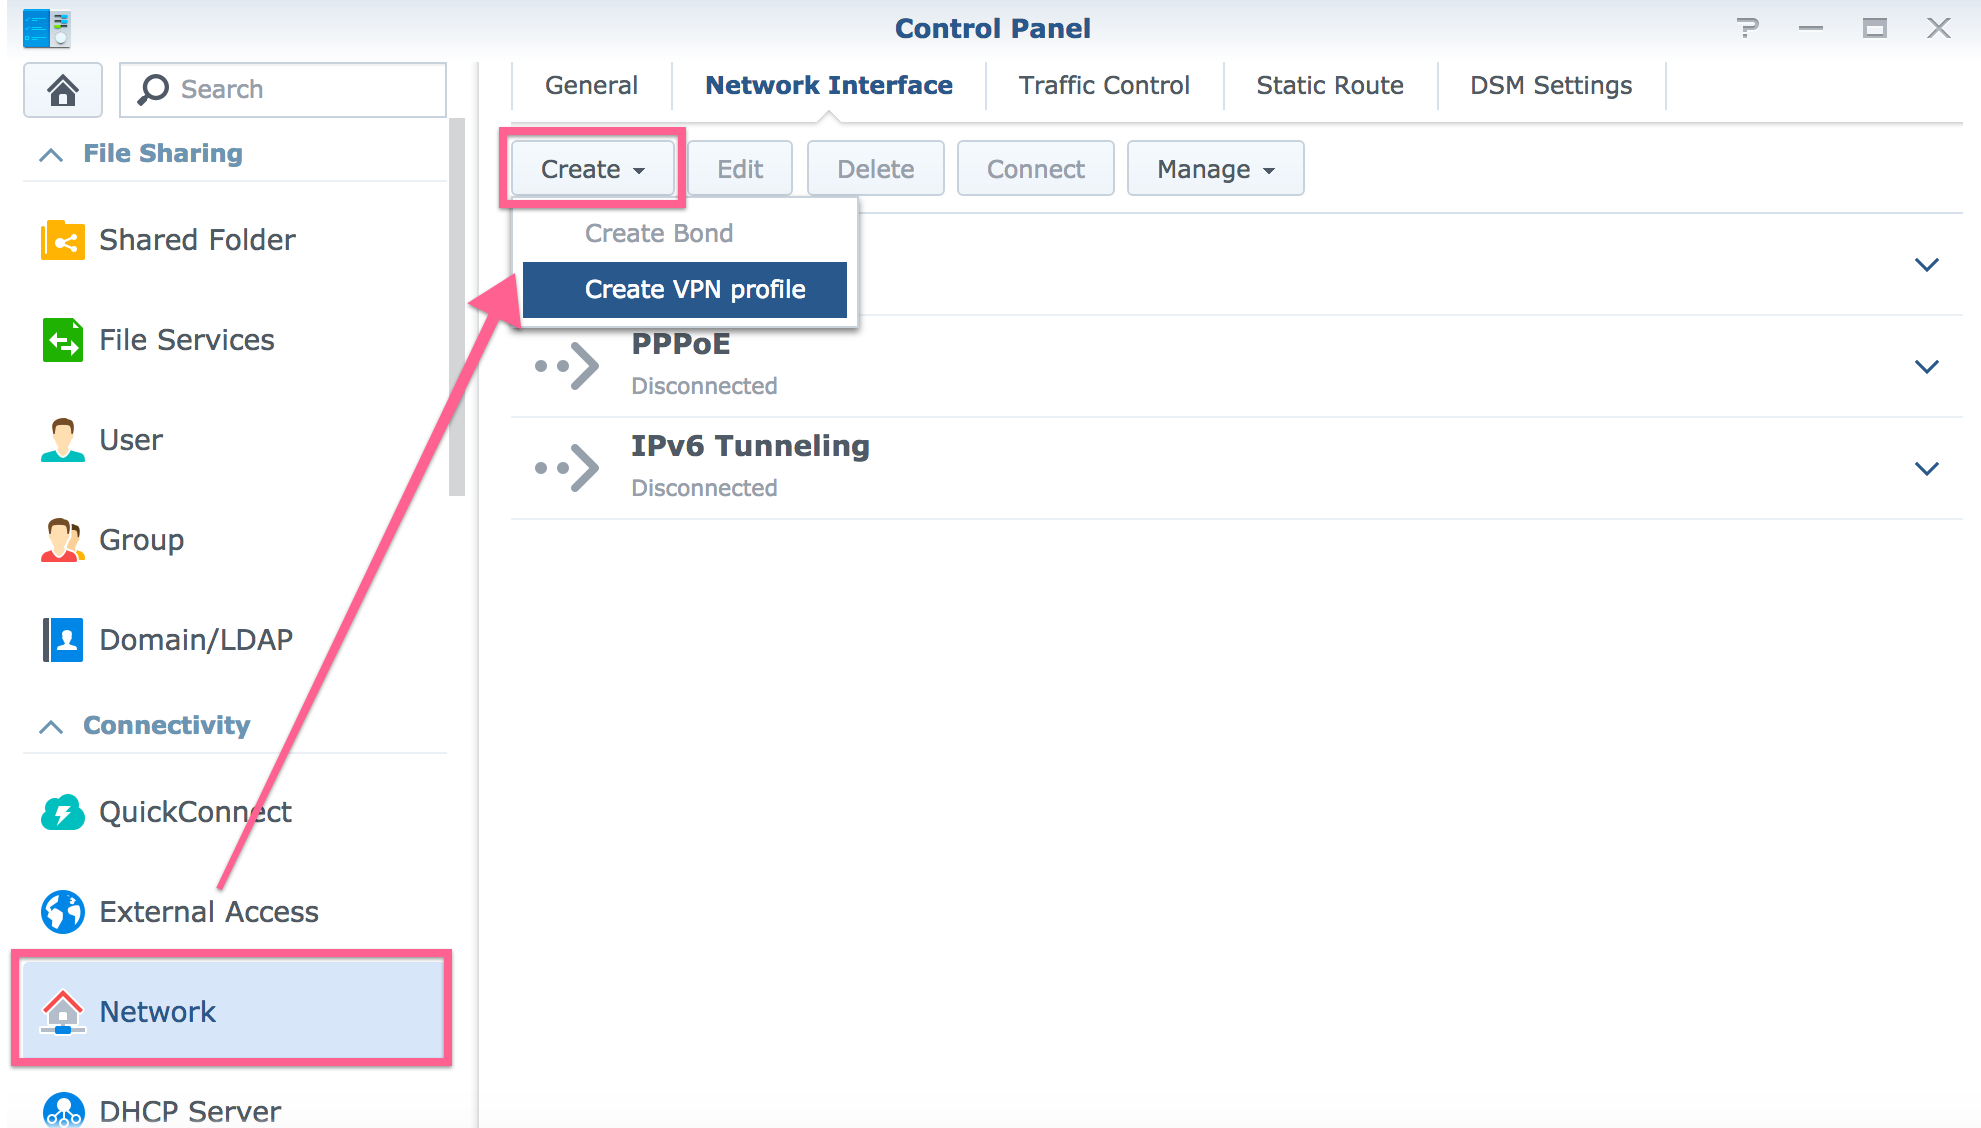 Control Panel
Search
File Sharing
Shared Folder
File Services
User
Group
Domain/LDAP
Connectivity
QuickConnect
External Access
Network
DHCP Server
General
Network Interface
Traffic Control
Static Route
DSM Settings
Create
Edit
Delete
Connect
Manage
Create Bond
Create VPN profile
PPPoE
Disconnected
IPv6 Tunneling
Disconnected